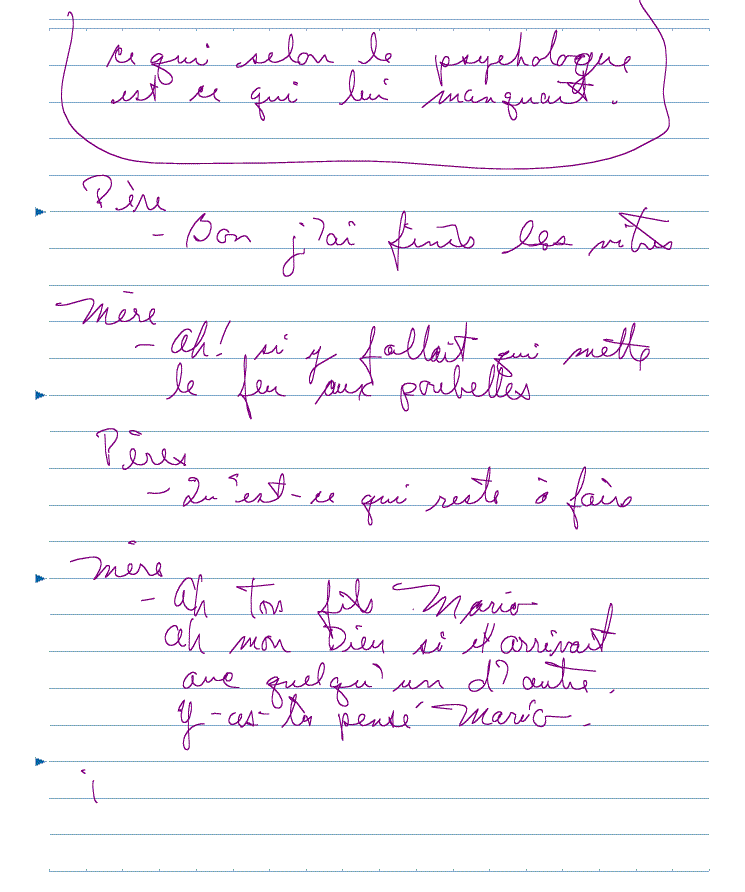 ce qui selon le psychologue
est ce qui lui manquait.
Père
- Bon j'ai finis les vitres
Mère
- Ah! si y fallait qui mette
le feu aux poubelles
Pères
- Qu'est-ce qui reste à faire
Mère
- Ah ton fils Mario
Ah mon Dieu si il arrivait
avec quelqu'un d'autre.
Y-as-tu pensé Mario.